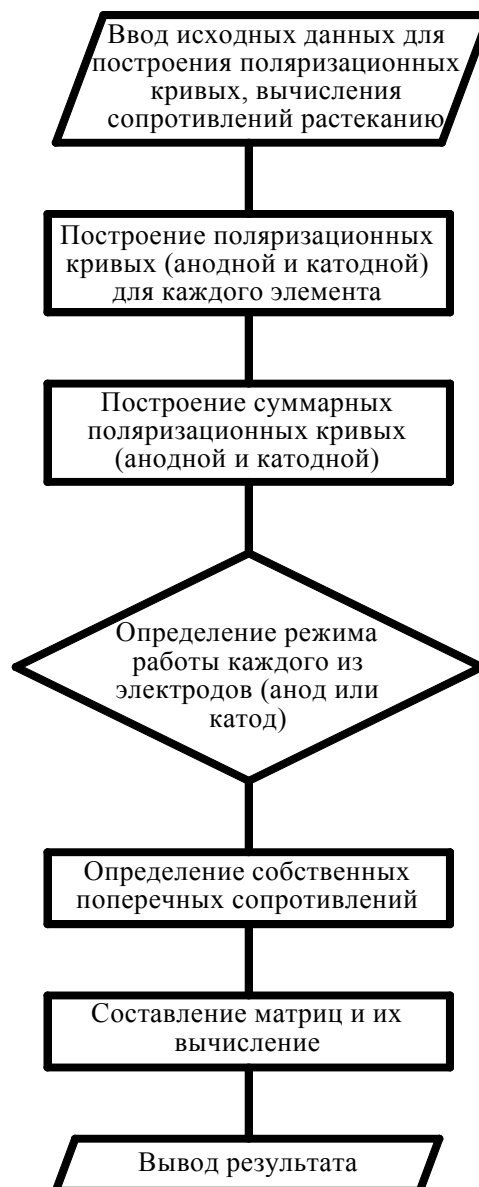 Ввод исходных данных для
построения поляризационных
кривых, вычисления
сопротивлений растеканию
Построение поляризационных
кривых (анодной и катодной)
для каждого элемента
Построение суммарных
поляризационных кривых
(анодной и катодной)
Определение режима
работы каждого из
электродов (анод или
катод)
Определение собственных
поперечных сопротивлений
Составление матриц и их
вычисление
Вывод результата